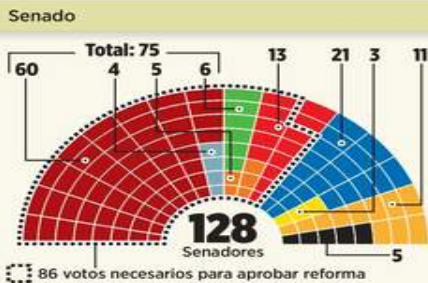 Senado
Total: 75
60
4
5
6
13
21
3
11
128
Senadores
5
86 votos necesarios para aprobar reforma